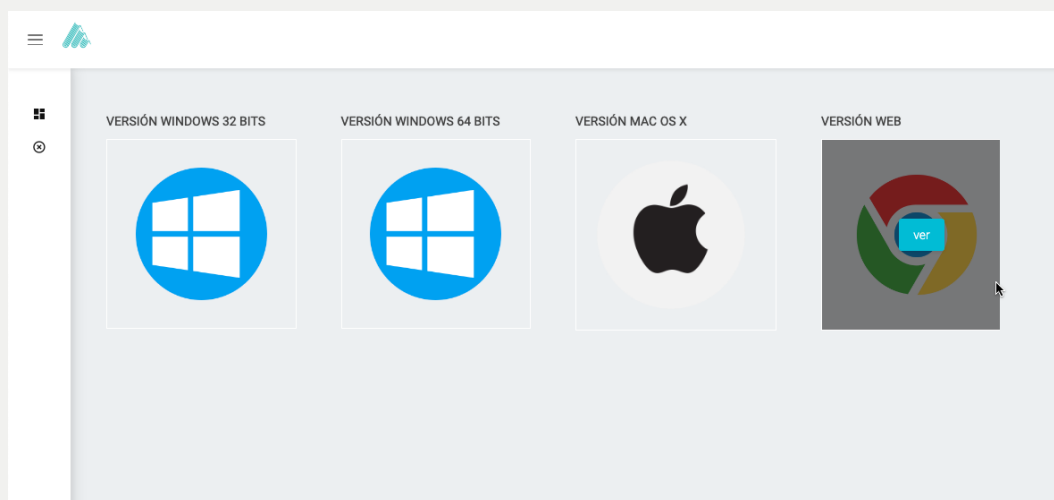 VERSIÓN WINDOWS 32 BITS
VERSIÓN WINDOWS 64 BITS
VERSIÓN MAC OS X
VERSIÓN WEB
ver